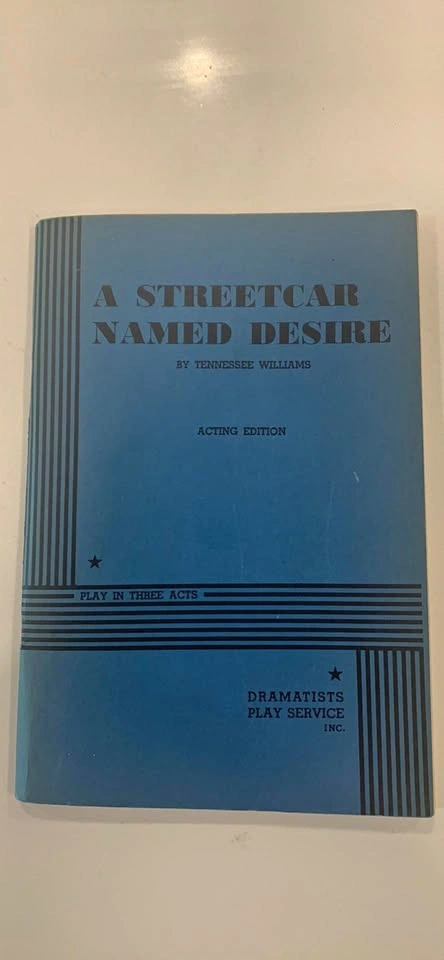 A STREETCAR
NAMED DESIRE
BY TENNESSEE WILLIAMS
ACTING EDITION
PLAY IN THREE ACTS
DRAMATISTS
PLAY SERVICE
INC.